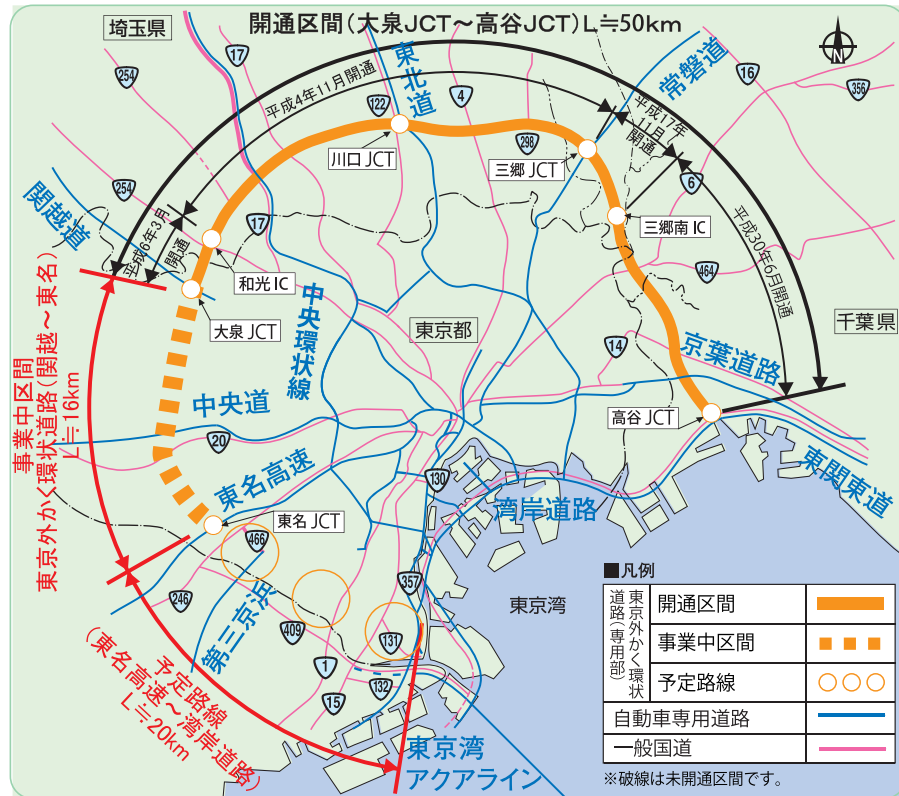 開通区間(大泉JCT～高谷JCT)L≒50km
埼玉県
254
17
東北道
122
4
常磐道
16
356
N
平成4年11月開通
平成17年
11月
開通
298
川口JCT
三郷JCT
6
254
関越道
平成6年3月
開通
17
三郷南IC
平成30年6月開通
和光IC
464
大泉JCT
中央環状線
東京都
千葉県
14
京葉道路
事業中区間
東京外かく環状道路(関越～東名)
L≒16km
中央道
20
高谷JCT
東関東道
東名高速
130
湾岸道路
東名JCT
466
357
246
第三京浜
409
131
東京湾
1
132
15
予定路線
(東名高速～湾岸道路)
L≒20km
東京湾
アクアライン
■凡例
東京外かく環状
道路(専用部)
開通区間
事業中区間
予定路線
自動車専用道路
一般国道
※破線は未開通区間です。